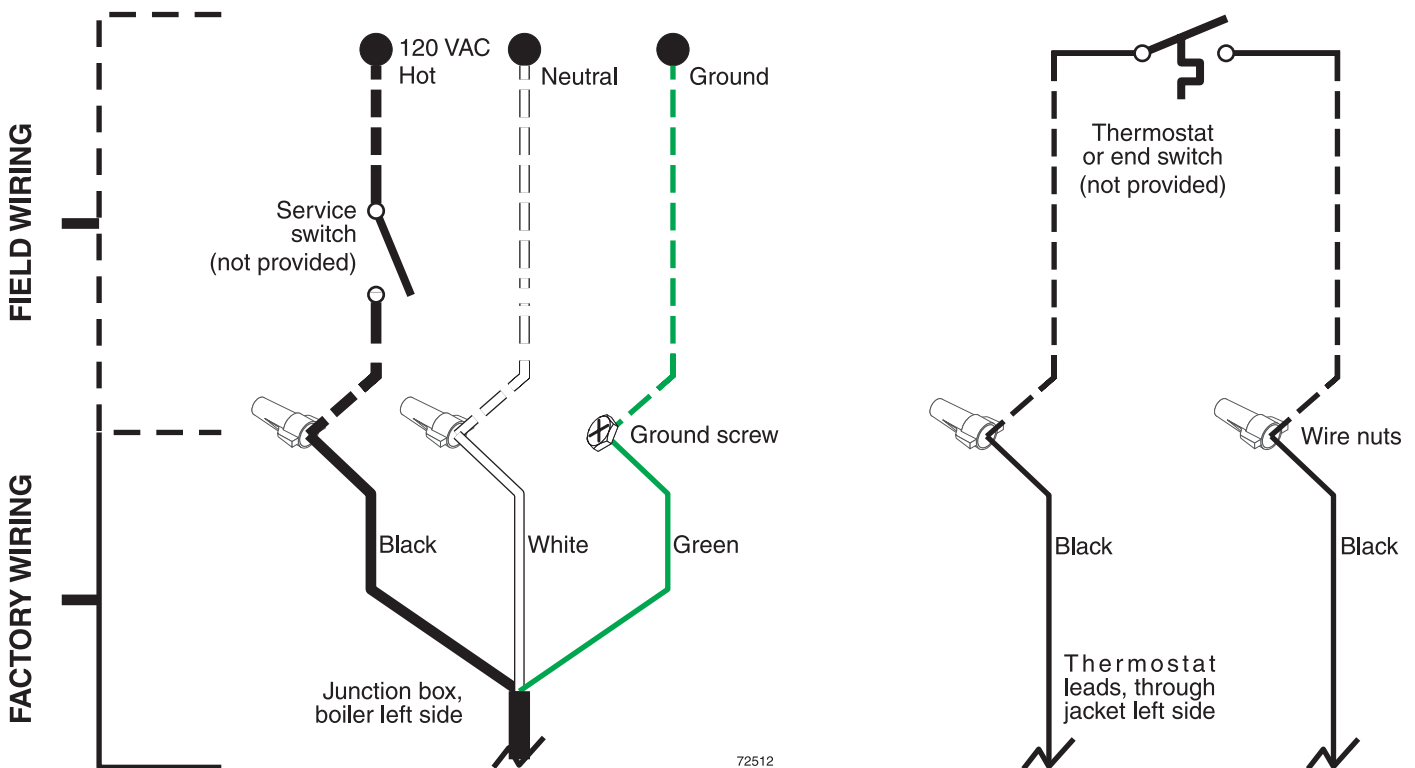 FIELD WIRING
FACTORY WIRING
120 VAC
Hot
Neutral
Ground
Service
switch
(not provided)
Ground screw
Black
White
Green
Junction box,
boiler left side
72512
Thermostat
or end switch
(not provided)
Wire nuts
Black
Black
Thermostat
leads, through
jacket left side